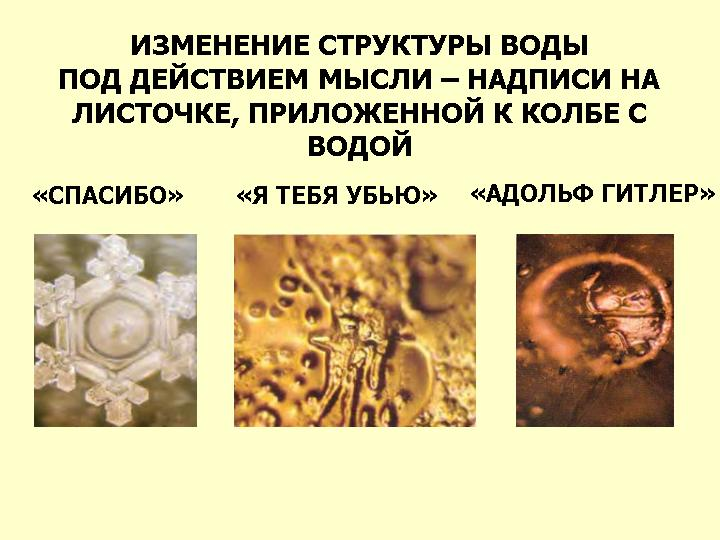 ИЗМЕНЕНИЕ СТРУКТУРЫ ВОДЫ
ПОД ДЕЙСТВИЕМ МЫСЛИ – НАДПИСИ НА
ЛИСТОЧКЕ, ПРИЛОЖЕННОЙ К КОЛБЕ С
ВОДОЙ
«СПАСИБО» «Я ТЕБЯ УБЬЮ» «АДОЛЬФ ГИТЛЕР»